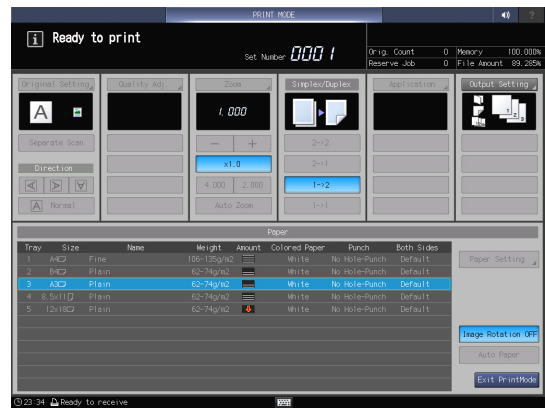 PRINT MODE
?
i Ready to print
Set Number 0001
Orig. Count 0 Memory 100.000%
Reserve Job 0 File Amount 89.285%
Original Setting Quality Adj. Zoom Simplex/Duplex Application Output Setting
A 1.000 1 2 3
Separate Scan - + 2->2
Direction x1.0 2->1
4.000 2.000 1->2
A Normal Auto Zoom 1->1
Paper
Tray Size Name Weight Amount Colored Paper Punch Both Sides
1 A4 Fine 106-135g/m2 White No Hole-Punch Default
2 B4 Plain 62-74g/m2 White No Hole-Punch Default
3 A3 Plain 62-74g/m2 White No Hole-Punch Default
4 8.5x11 Plain 62-74g/m2 White No Hole-Punch Default
5 12x18 Plain 62-74g/m2 White No Hole-Punch Default
Paper Setting
Image Rotation OFF
Auto Paper
Exit PrintMode
23:34 Ready to receive